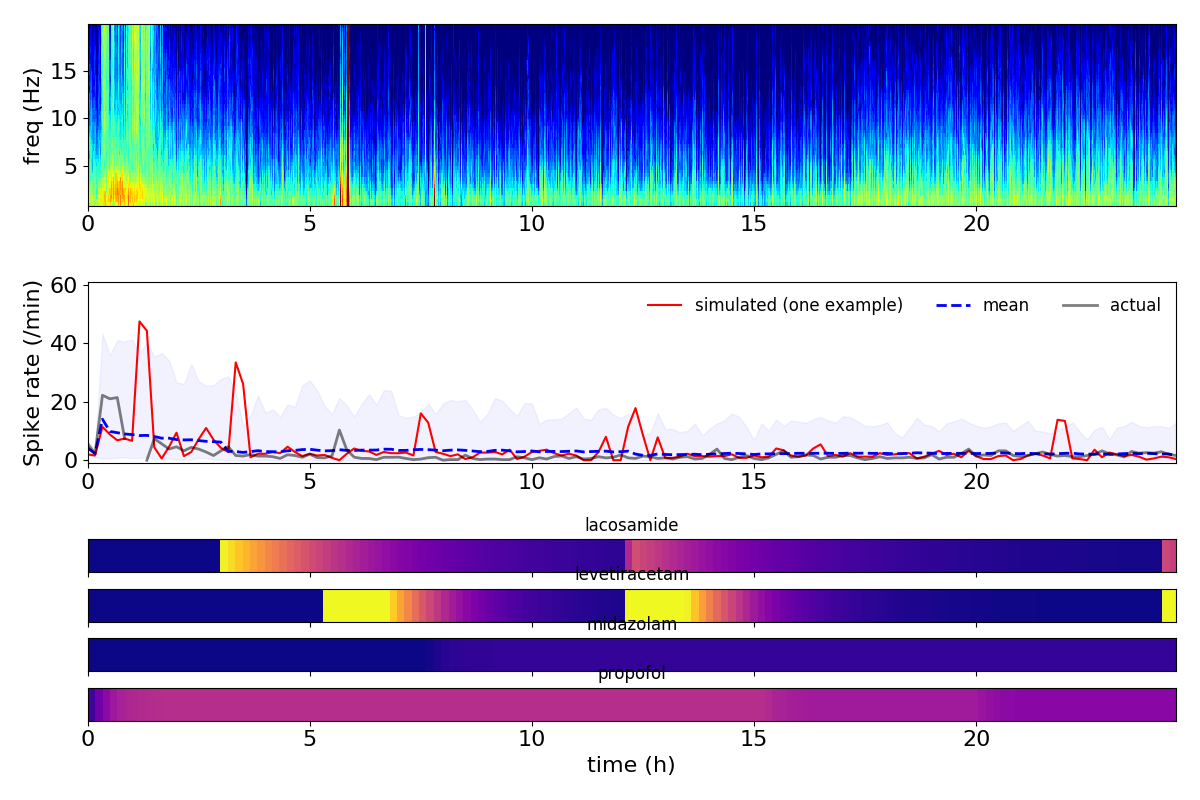 freq (Hz)
15
10
5
0 5 10 15 20
Spike rate (/min)
60
40
20
0
simulated (one example) mean actual
0 5 10 15 20
lacosamide
levetiracetam
midazolam
propofol
0 5 10 15 20
time (h)